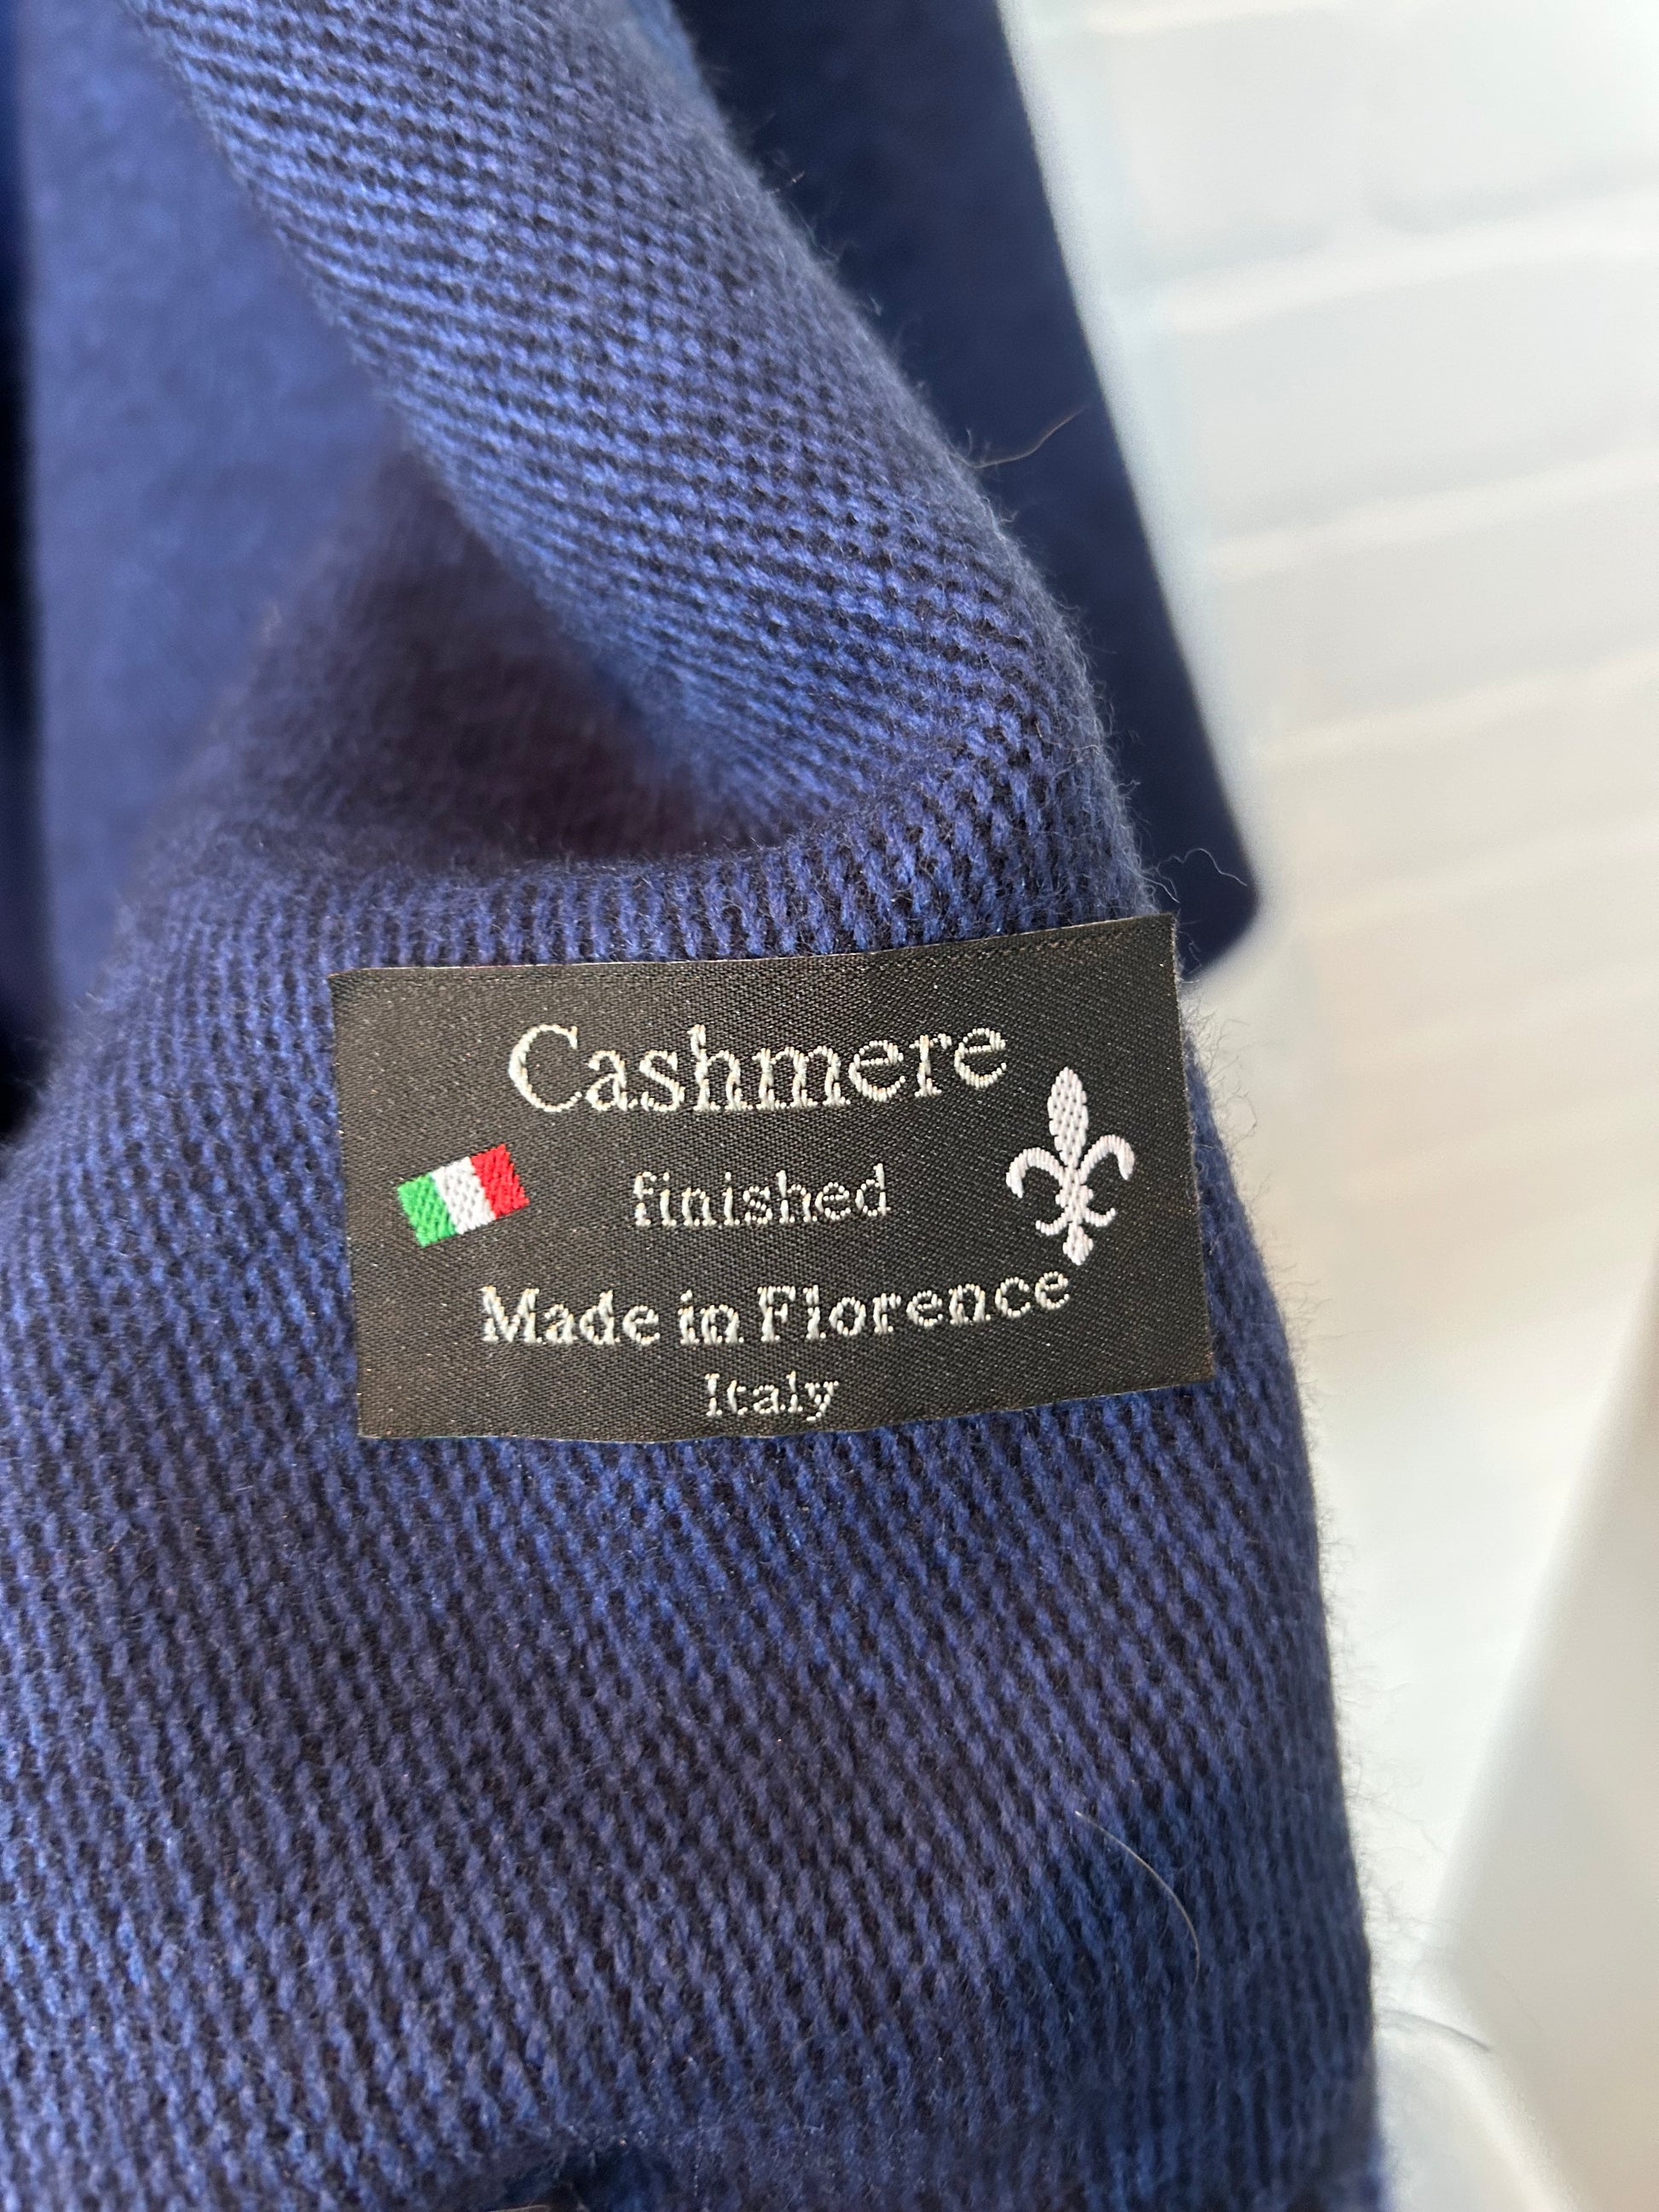 Cashmere
finished
Made in Florence
Italy